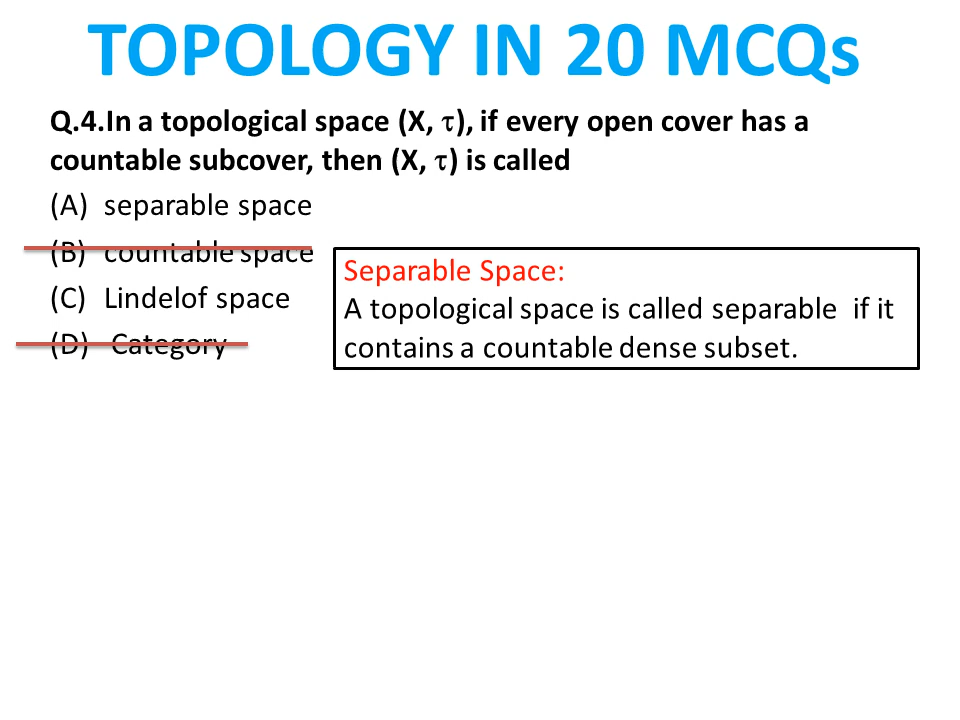 TOPOLOGY IN 20 MCQs
Q.4.In a topological space (X, τ), if every open cover has a
countable subcover, then (X, τ) is called
(A) separable space
(B) countable space
(C) Lindelof space
(D) Category
Separable Space:
A topological space is called separable if it
contains a countable dense subset.